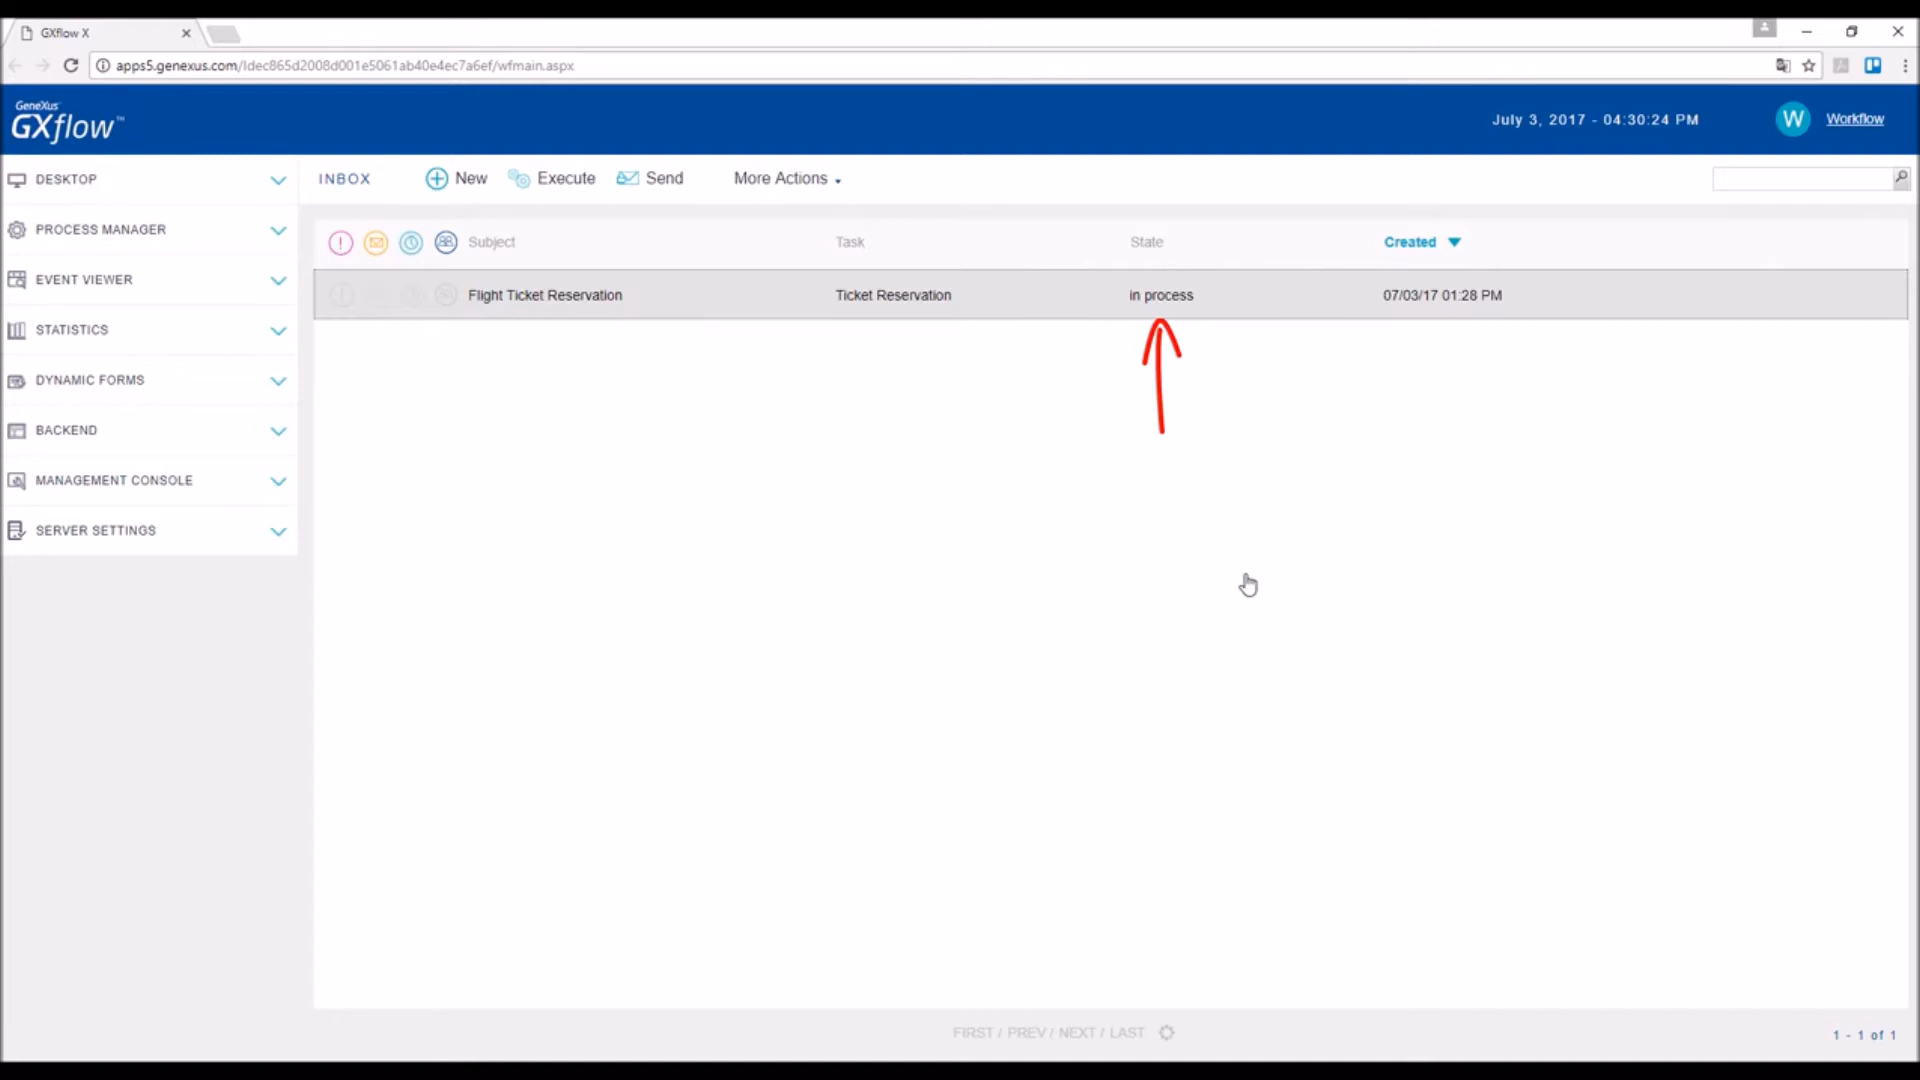 GXflow X
apps5.genexus.com/Idec865d2008d001e5061ab40e4ec7a6ef/wfmain.aspx
GeneXus
GXflow™
July 3, 2017 - 04:30:24 PM
W
Workflow
DESKTOP
INBOX
New
Execute
Send
More Actions
PROCESS MANAGER
EVENT VIEWER
STATISTICS
DYNAMIC FORMS
BACKEND
MANAGEMENT CONSOLE
SERVER SETTINGS
Subject
Task
State
Created
Flight Ticket Reservation
Ticket Reservation
in process
07/03/17 01:28 PM
FIRST / PREV / NEXT / LAST
1 - 1 of 1